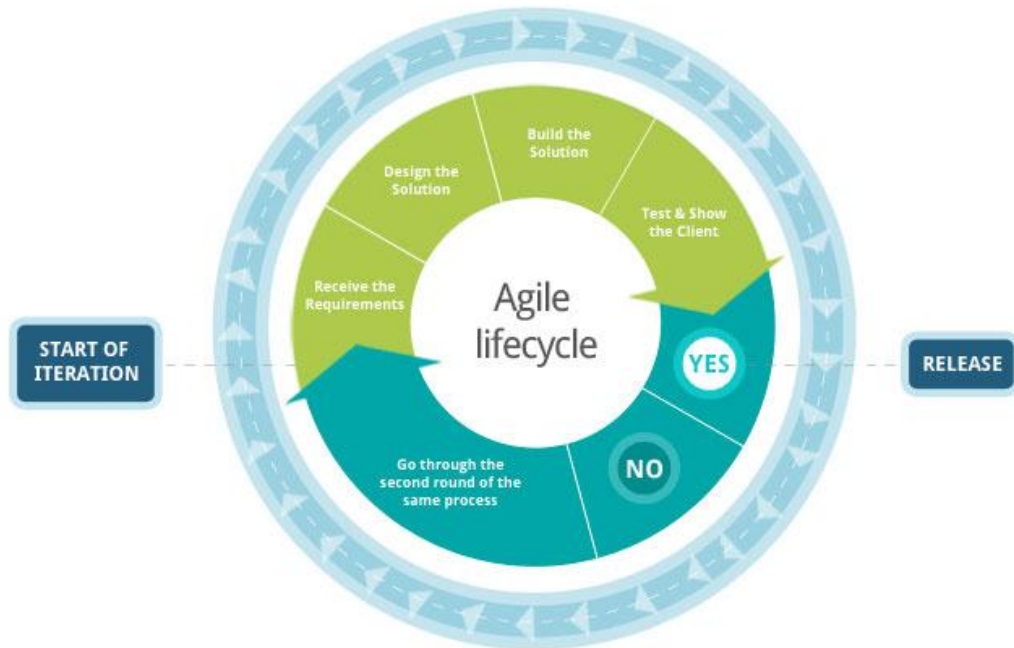 Build the
Solution
Design the
Solution
Test & Show
the Client
Receive the
Requirements
Agile
lifecycle
START OF
ITERATION
YES
RELEASE
NO
Go through the
second round of the
same process